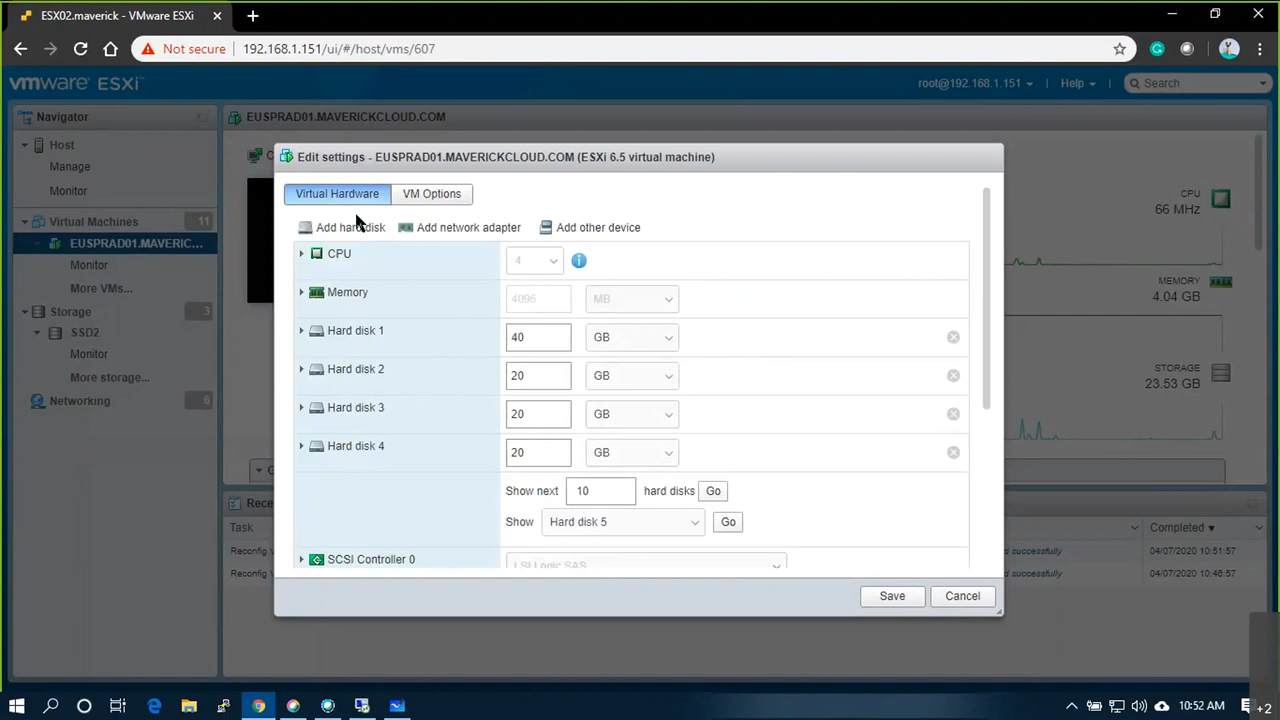 ESX02.maverick - VMware ESXi
Not secure 192.168.1.151/ui/#/host/vms/607
vmware ESXi™ root@192.168.1.151 Help Search
Navigator
EUSPRAD01.MAVERICKCLOUD.COM
Host
Manage
Monitor
Virtual Machines 11
EUSPRAD01.MAVERIC...
Monitor
More VMs...
Storage 3
SSD2
Monitor
More storage...
Networking 6
Edit settings - EUSPRAD01.MAVERICKCLOUD.COM (ESXi 6.5 virtual machine)
Virtual Hardware VM Options
Add hard disk Add network adapter Add other device
CPU 4
Memory 4096 MB
Hard disk 1 40 GB
Hard disk 2 20 GB
Hard disk 3 20 GB
Hard disk 4 20 GB
Show next 10 hard disks Go
Show Hard disk 5 Go
SCSI Controller 0 LSI Logic SAS
Save Cancel
CPU
66 MHz
MEMORY
4.04 GB
STORAGE
23.53 GB
Task Completed
Reconfig V successfully 04/07/2020 10:51:57
Reconfig V successfully 04/07/2020 10:46:57
10:52 AM
+2